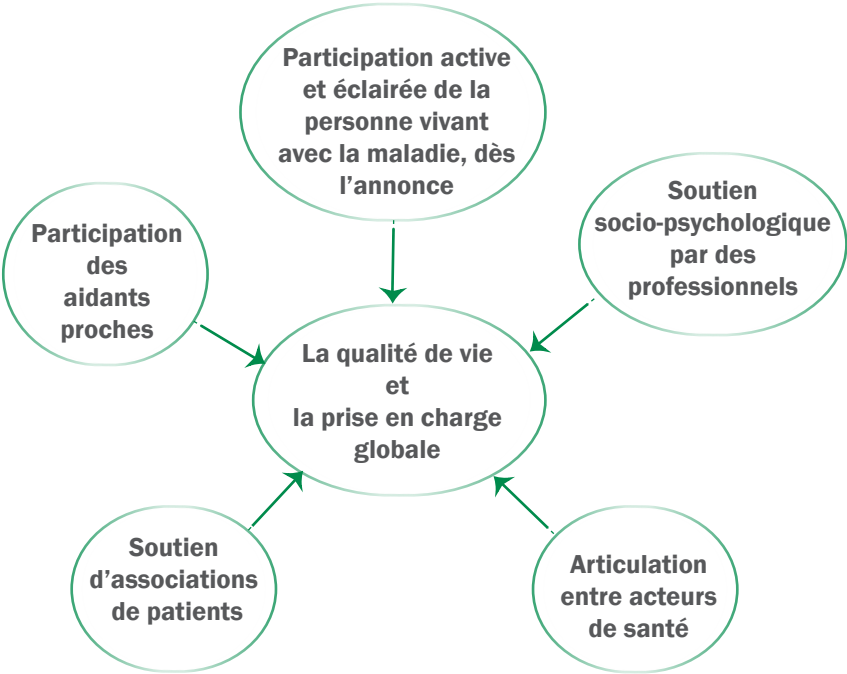 Participation active
et éclairée de la
personne vivant
avec la maladie, dès
l’annonce
Soutien
socio-psychologique
par des
professionnels
Participation
des
aidants
proches
La qualité de vie
et
la prise en charge
globale
Soutien
d’associations
de patients
Articulation
entre acteurs
de santé